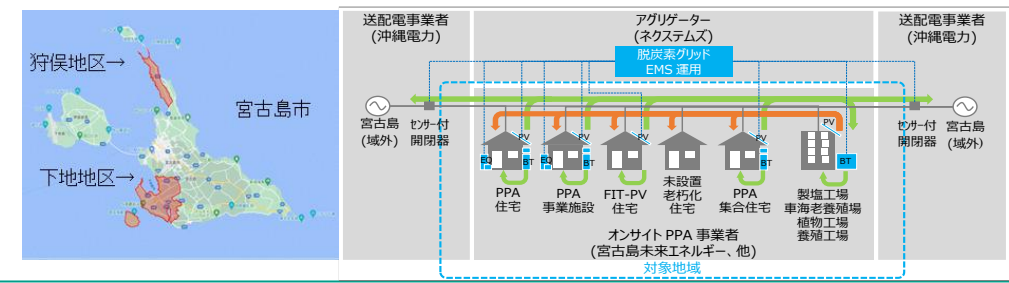 狩俣地区→
宮古島市
下地地区→
送配電事業者
(沖縄電力)
アグリゲーター
(ネクステムズ)
送配電事業者
(沖縄電力)
脱炭素グリッド
EMS 運用
宮古島
(域外)
センサー付
開閉器
センサー付
開閉器
宮古島
(域外)
PV
PV
PV
PV
PV
EQ
BT
EQ
BT
BT
BT
PPA
住宅
PPA
事業施設
FIT-PV
住宅
未設置
老朽化
住宅
PPA
集合住宅
製塩工場
車海老養殖場
植物工場
養殖工場
オンサイト PPA 事業者
(宮古島未来エネルギー、他)
対象地域